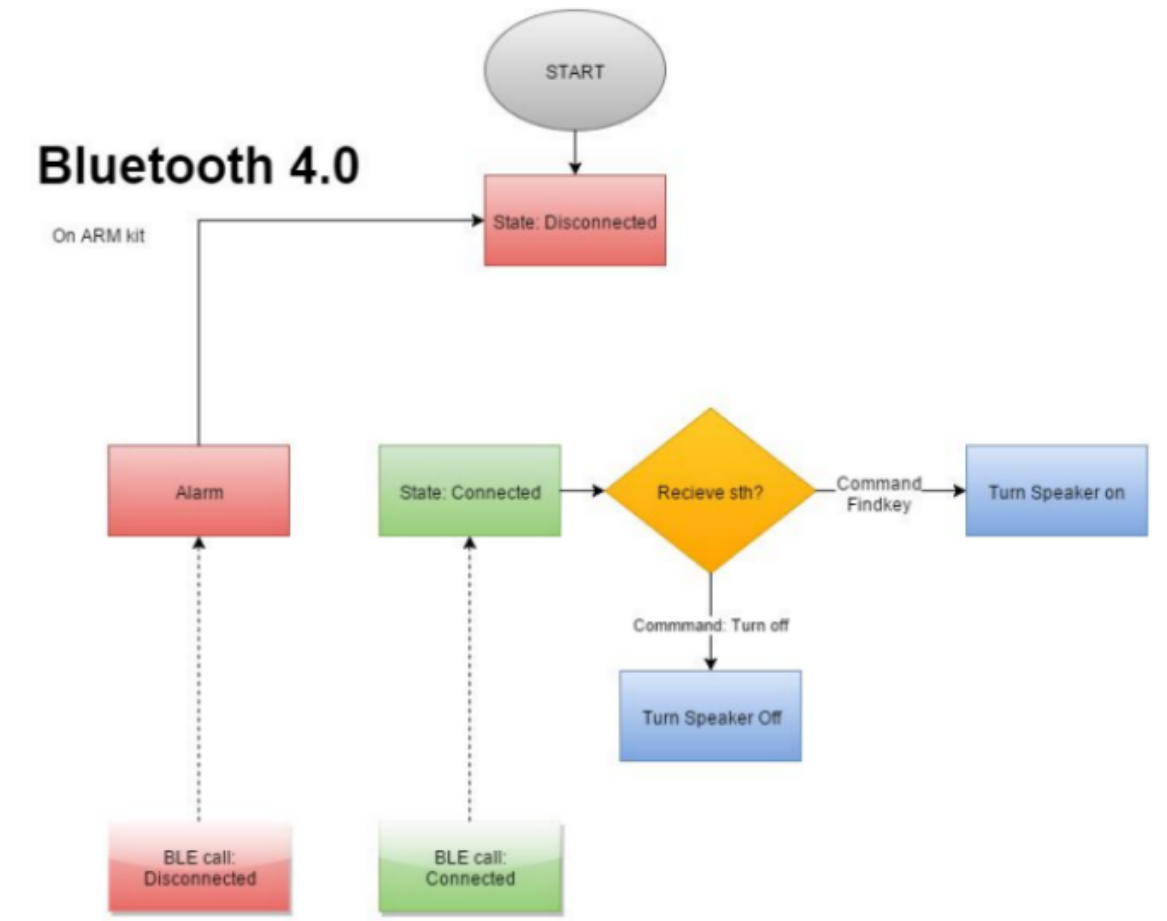 START
Bluetooth 4.0
On ARM kit
State: Disconnected
Alarm
State: Connected
Recieve sth?
Command
Findkey
Turn Speaker on
Commmand: Turn off
Turn Speaker Off
BLE call:
Disconnected
BLE call:
Connected